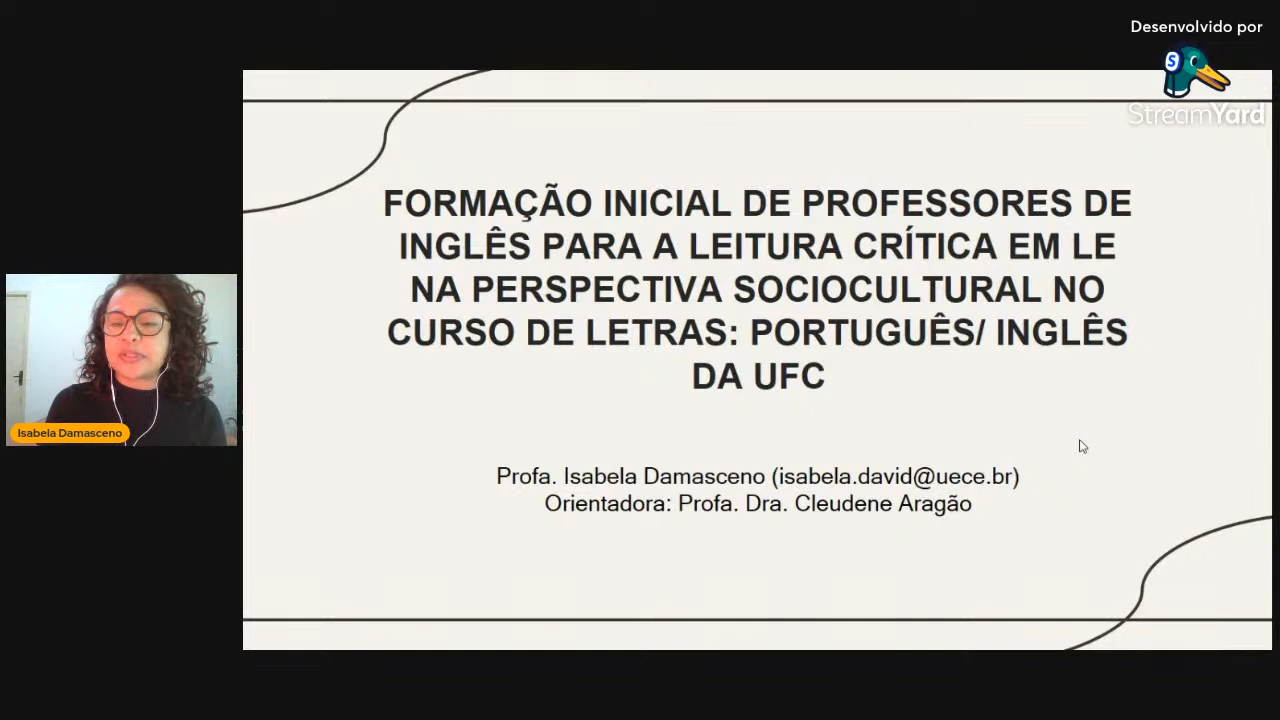 Desenvolvido por
S
StreamYard
FORMAÇÃO INICIAL DE PROFESSORES DE
INGLÊS PARA A LEITURA CRÍTICA EM LE
NA PERSPECTIVA SOCIOCULTURAL NO
CURSO DE LETRAS: PORTUGUÊS/ INGLÊS
DA UFC
Isabela Damasceno
Profa. Isabela Damasceno (isabela.david@uece.br)
Orientadora: Profa. Dra. Cleudene Aragão